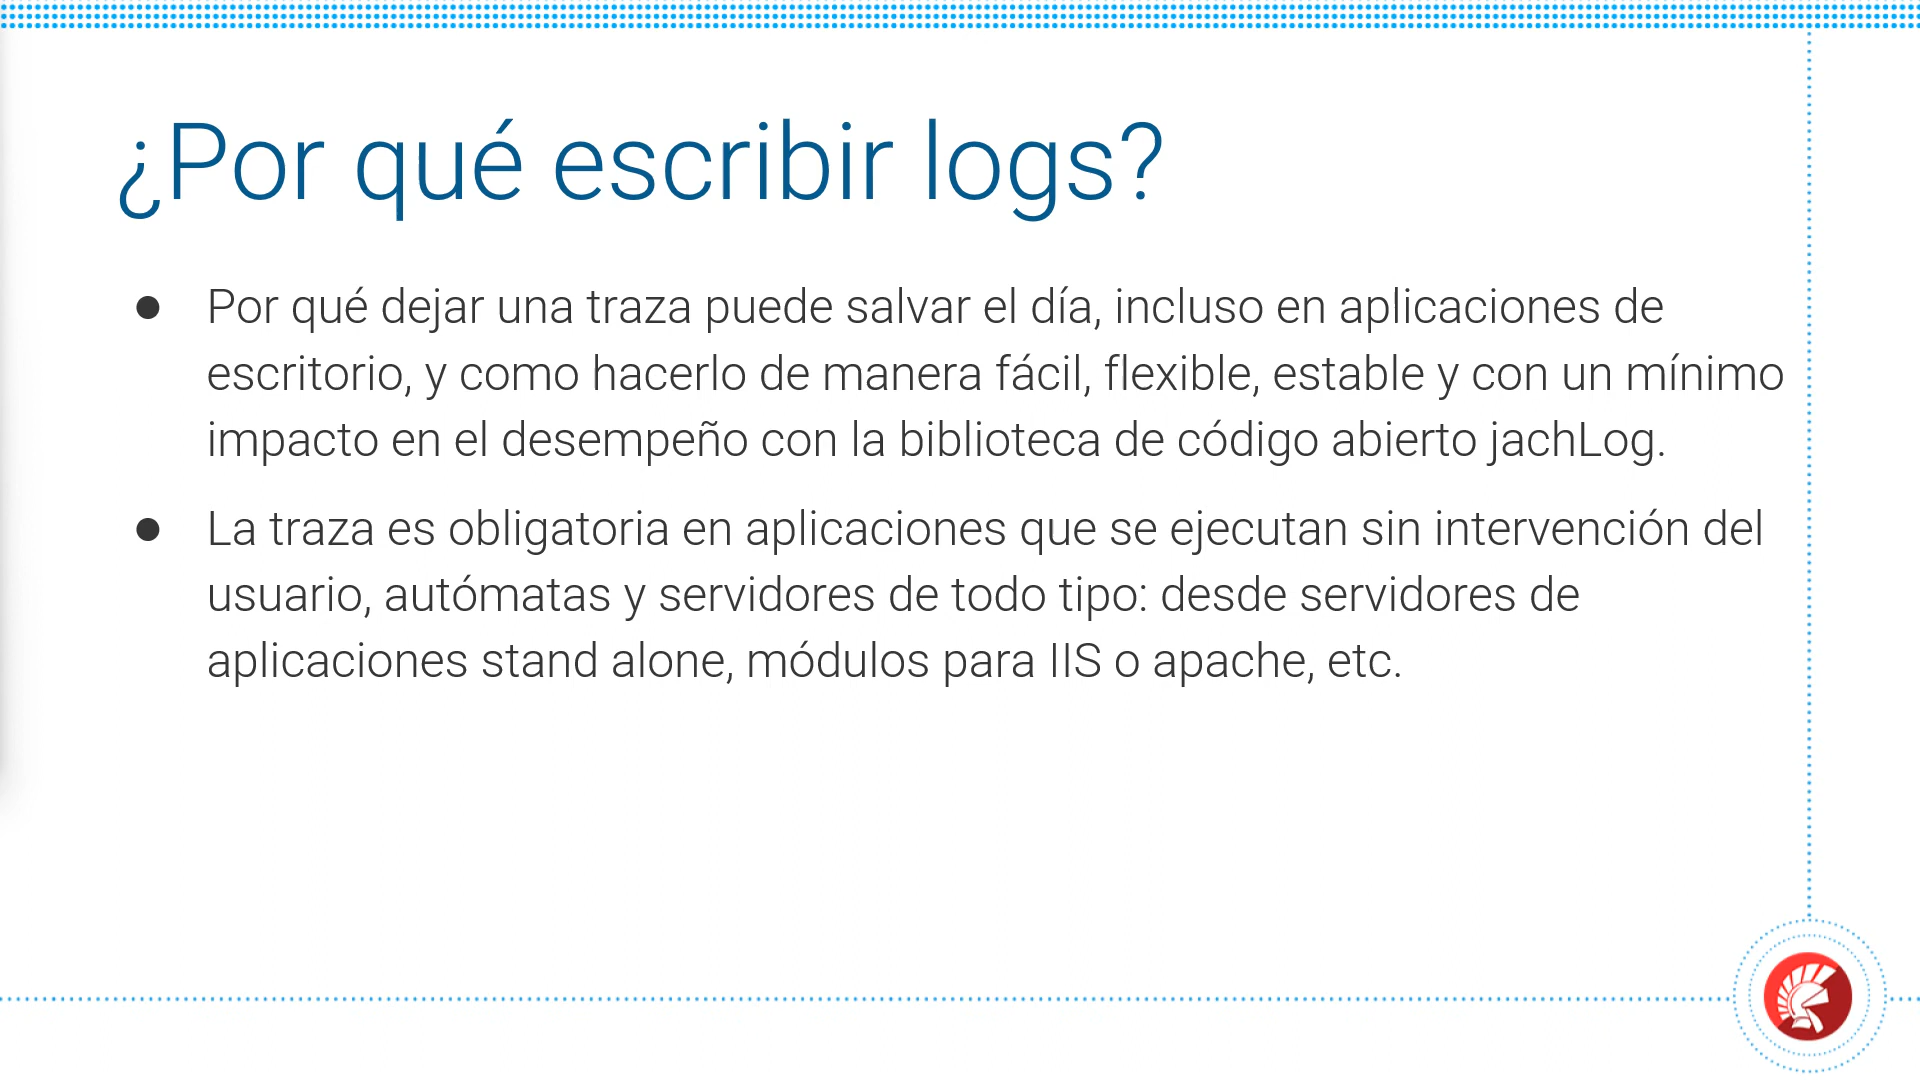 ¿Por qué escribir logs?
● Por qué dejar una traza puede salvar el día, incluso en aplicaciones de
escritorio, y como hacerlo de manera fácil, flexible, estable y con un mínimo
impacto en el desempeño con la biblioteca de código abierto jachLog.
● La traza es obligatoria en aplicaciones que se ejecutan sin intervención del
usuario, autómatas y servidores de todo tipo: desde servidores de
aplicaciones stand alone, módulos para IIS o apache, etc.